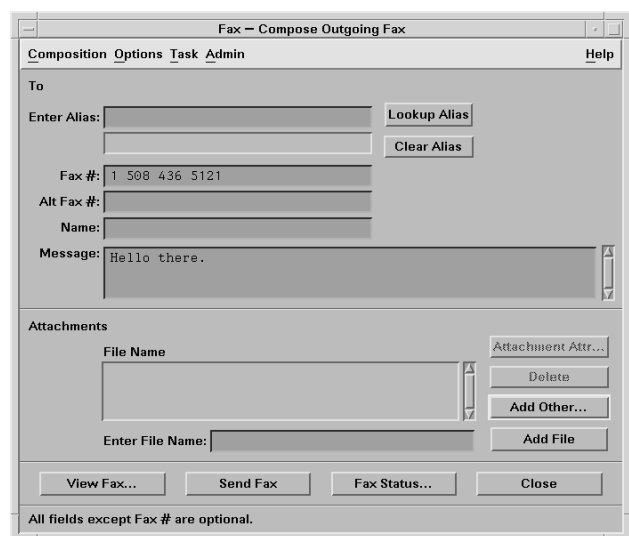 Fax — Compose Outgoing Fax
Composition Options Task Admin Help
To
Enter Alias: Lookup Alias
Clear Alias
Fax #: 1 508 436 5121
Alt Fax #:
Name:
Message: Hello there.
Attachments
Attachment Attr...
File Name
Delete
Add Other...
Enter File Name: Add File
View Fax... Send Fax Fax Status... Close
All fields except Fax # are optional.